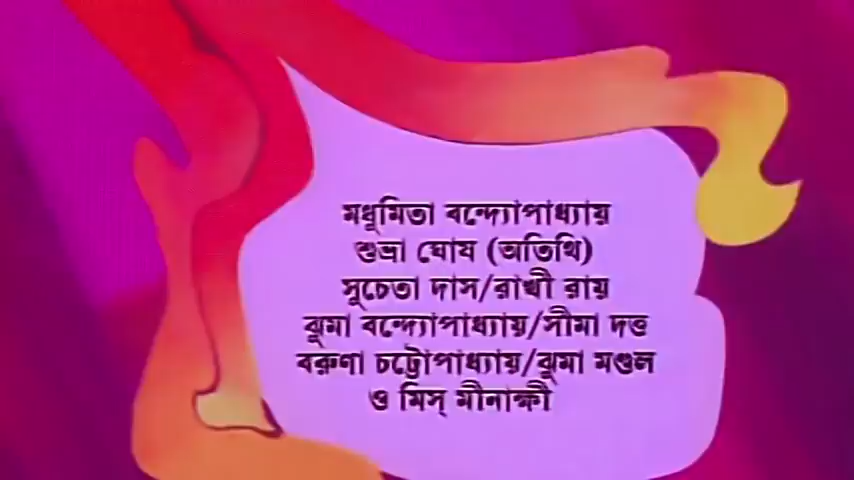 মধুমিতা বন্দ্যোপাধ্যায়
শুভ্রা ঘোষ (অতিথি)
সুচেতা দাস/রাখী রায়
ঝুমা বন্দ্যোপাধ্যায়/সীমা দত্ত
বরুণা চট্টোপাধ্যায়/ঝুমা মণ্ডল
ও মিস্ মীনাক্ষী